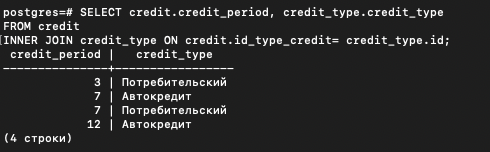 postgres=# SELECT credit.credit_period, credit_type.credit_type
FROM credit
[INNER JOIN credit_type ON credit.id_type_credit= credit_type.id;
 credit_period |   credit_type
---------------+------------------
             3 | Потребительский
             7 | Автокредит
             7 | Потребительский
            12 | Автокредит
(4 строки)